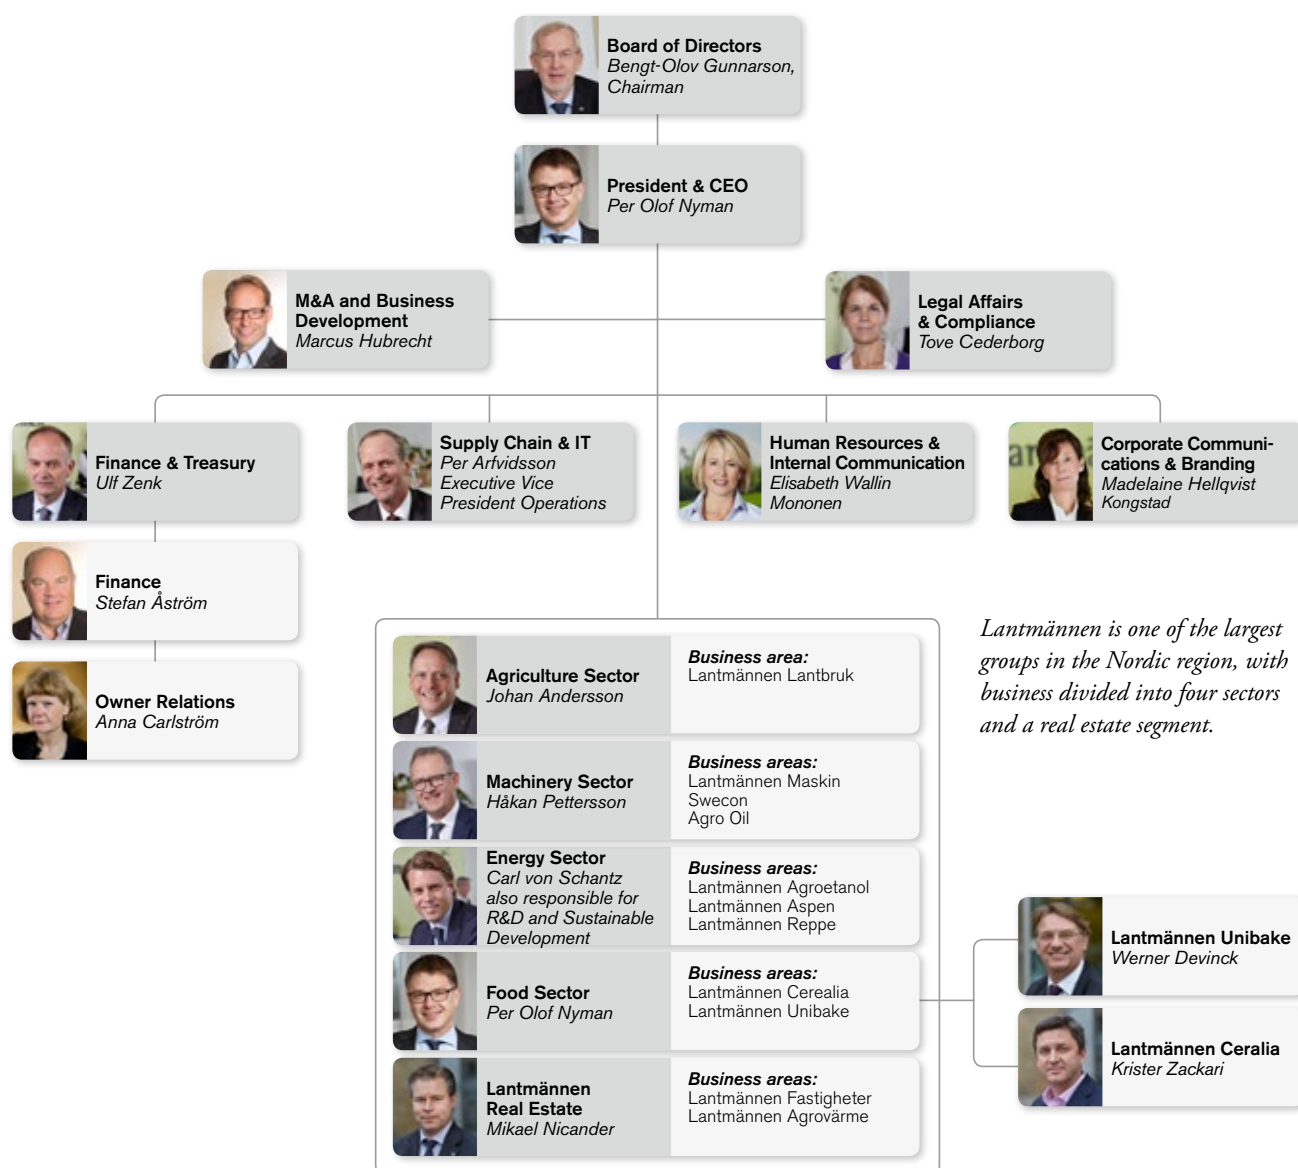 Board of Directors
Bengt-Olov Gunnarson,
Chairman
President & CEO
Per Olof Nyman
M&A and Business
Development
Marcus Hubrecht
Legal Affairs
& Compliance
Tove Cederborg
Finance & Treasury
Ulf Zenk
Supply Chain & IT
Per Arfvidsson
Executive Vice
President Operations
Human Resources &
Internal Communication
Elisabeth Wallin
Mononen
Corporate Communi-
cations & Branding
Madelaine Hellqvist
Kongstad
Finance
Stefan Åström
Owner Relations
Anna Carlström
Lantmännen is one of the largest
groups in the Nordic region, with
business divided into four sectors
and a real estate segment.
Agriculture Sector
Johan Andersson
Business area:
Lantmännen Lantbruk
Machinery Sector
Håkan Pettersson
Business areas:
Lantmännen Maskin
Swecon
Agro Oil
Energy Sector
Carl von Schantz
also responsible for
R&D and Sustainable
Development
Business areas:
Lantmännen Agroetanol
Lantmännen Aspen
Lantmännen Reppe
Food Sector
Per Olof Nyman
Business areas:
Lantmännen Cerealia
Lantmännen Unibake
Lantmännen Unibake
Werner Devinck
Lantmännen Ceralia
Krister Zackari
Lantmännen
Real Estate
Mikael Nicander
Business areas:
Lantmännen Fastigheter
Lantmännen Agrovärme